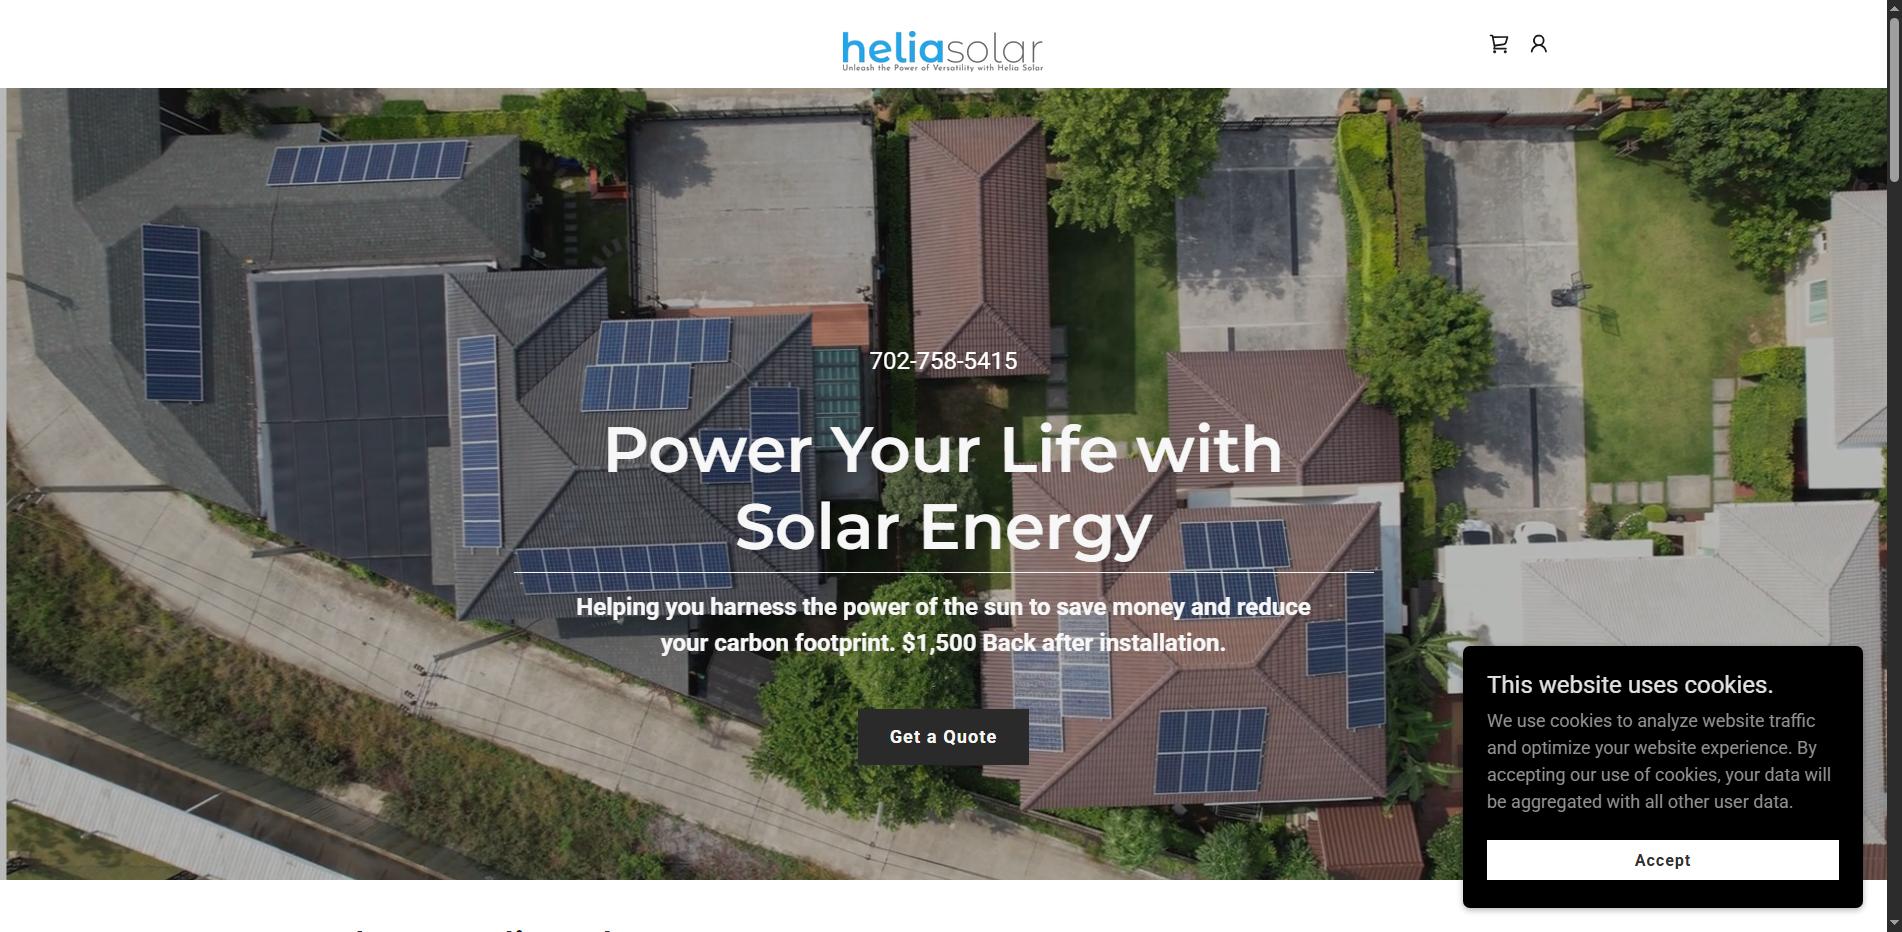 heliasolar
Unleash the Power of Versatility with Helia Solar
702-758-5415
Power Your Life with
Solar Energy
Helping you harness the power of the sun to save money and reduce
your carbon footprint. $1,500 Back after installation.
Get a Quote
This website uses cookies.
We use cookies to analyze website traffic
and optimize your website experience. By
accepting our use of cookies, your data will
be aggregated with all other user data.
Accept